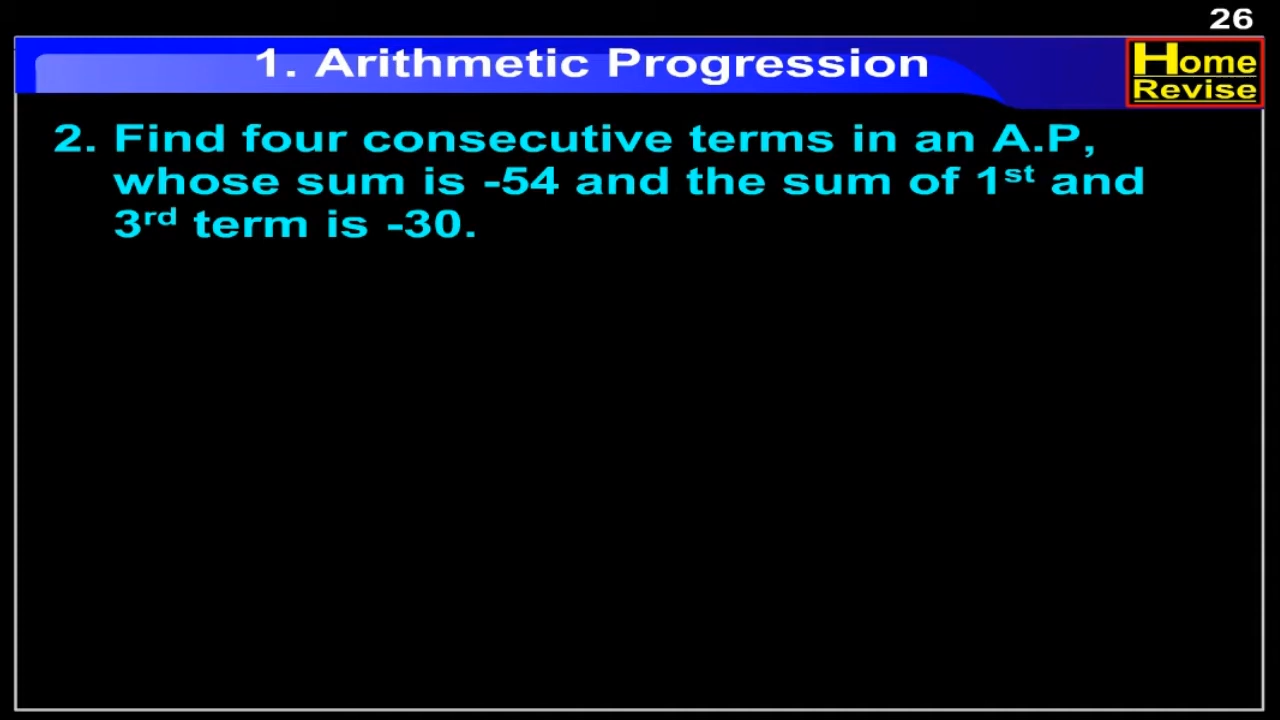 26
1. Arithmetic Progression
Home
Revise
2. Find four consecutive terms in an A.P,
whose sum is -54 and the sum of 1st and
3rd term is -30.